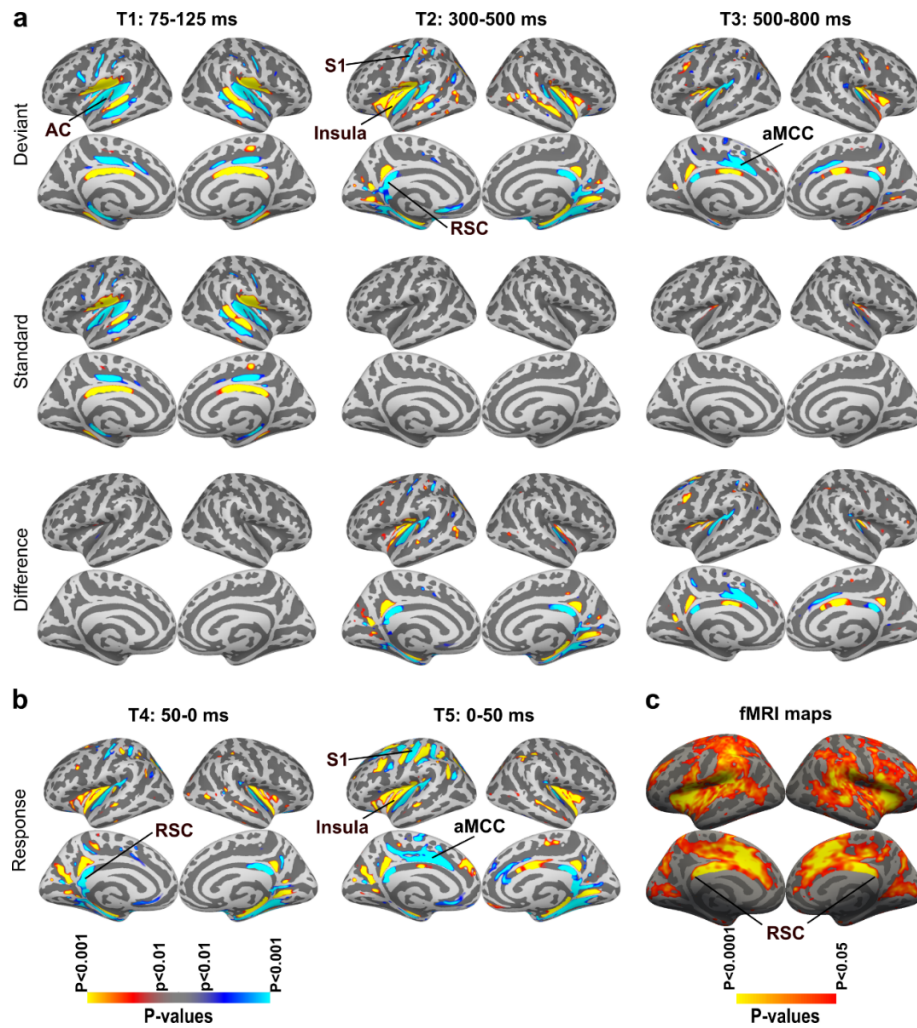 a
T1: 75-125 ms
T2: 300-500 ms
T3: 500-800 ms
Deviant
AC
S1
Insula
RSC
aMCC
Standard
Difference
b
T4: 50-0 ms
T5: 0-50 ms
c
fMRI maps
Response
RSC
S1
Insula
aMCC
RSC
P<0.001
p<0.01
p<0.01
P<0.001
P-values
P<0.0001
P<0.05
P-values